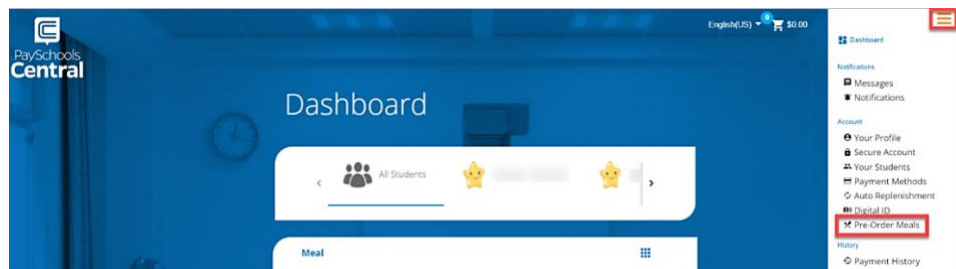 PaySchools
Central
English(US) 0 $0.00
Dashboard
All Students
Meal
Dashboard
Notifications
Messages
Notifications
Account
Your Profile
Secure Account
Your Students
Payment Methods
Auto Replenishment
Digital ID
Pre-Order Meals
History
Payment History